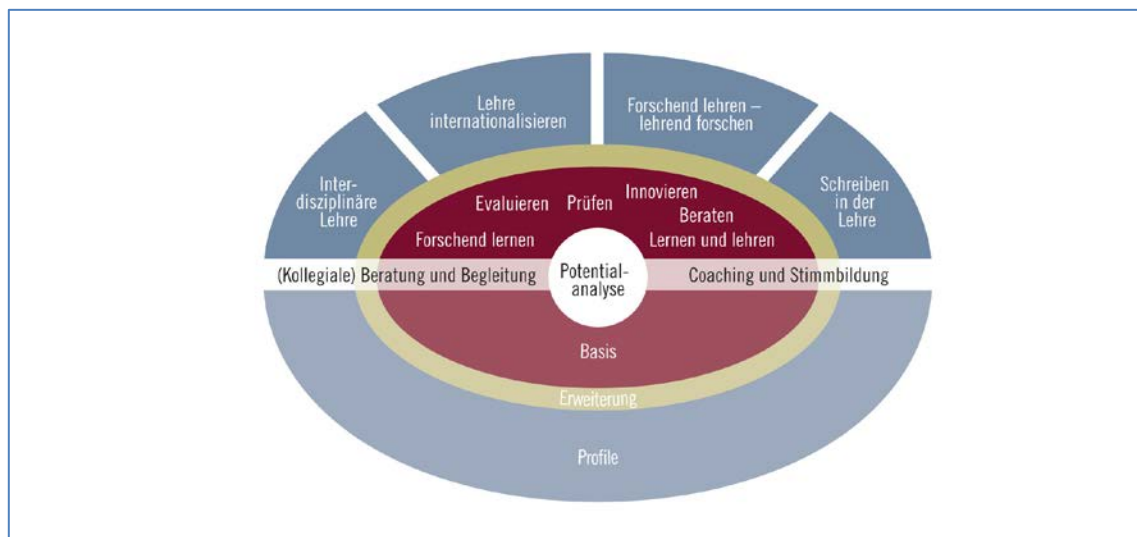 Lehre
internationalisieren
Forschend lehren –
lehrend forschen
Inter-
disziplinäre
Lehre
Schreiben
in der
Lehre
Evaluieren
Prüfen
Innovieren
Beraten
Forschend lernen
Lernen und lehren
(Kollegiale) Beratung und Begleitung
Potential-
analyse
Coaching und Stimmbildung
Basis
Erweiterung
Profile